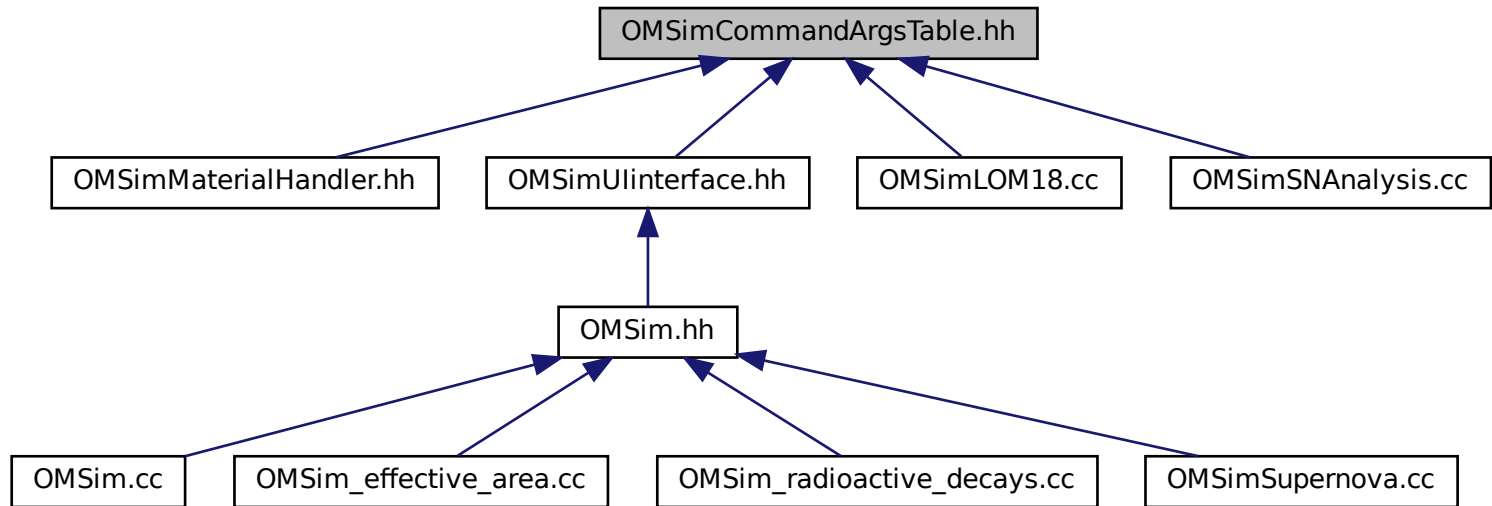 OMSimCommandArgsTable.hh
OMSimMaterialHandler.hh
OMSimUIinterface.hh
OMSimLOM18.cc
OMSimSNAnalysis.cc
OMSim.hh
OMSim.cc
OMSim_effective_area.cc
OMSim_radioactive_decays.cc
OMSimSupernova.cc